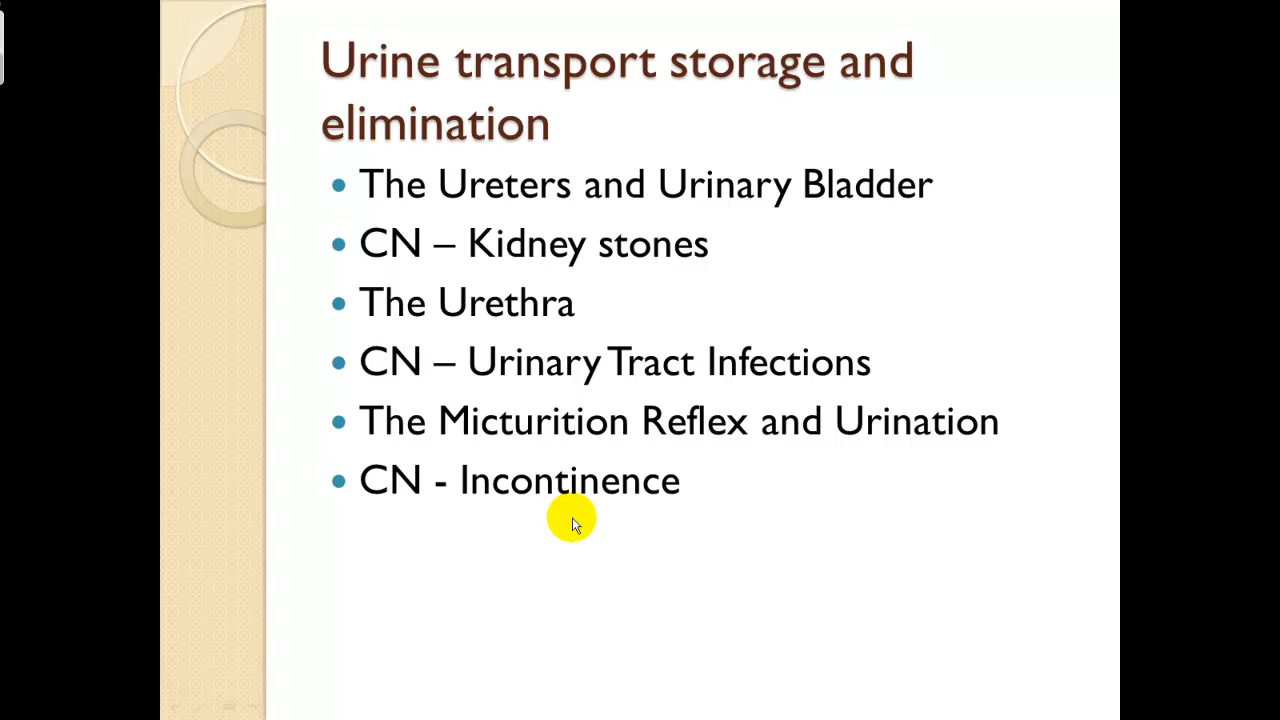 Urine transport storage and
elimination
• The Ureters and Urinary Bladder
• CN – Kidney stones
• The Urethra
• CN – Urinary Tract Infections
• The Micturition Reflex and Urination
• CN - Incontinence